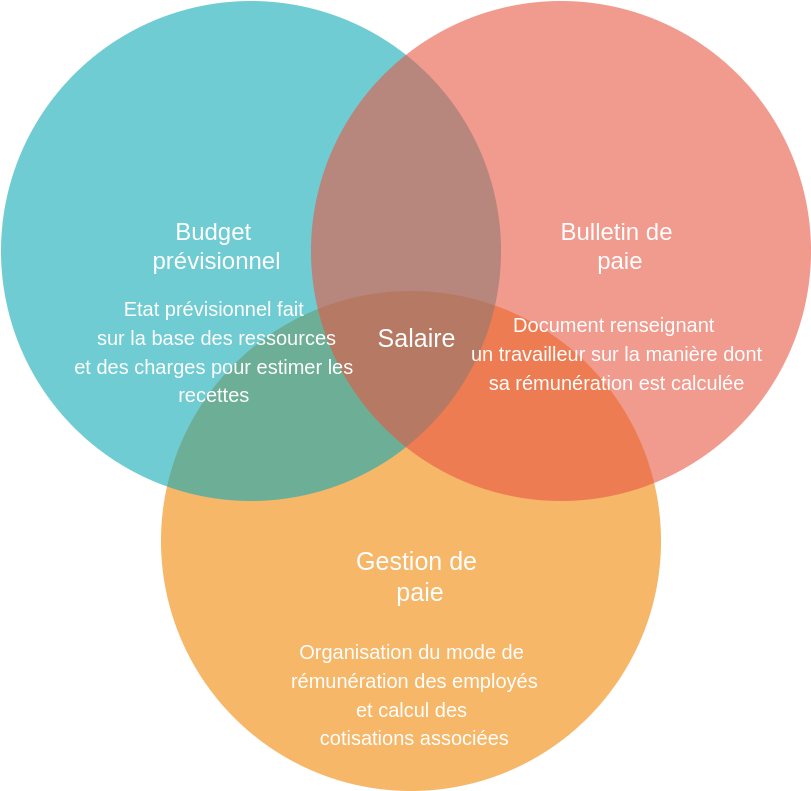 Budget
prévisionnel
Etat prévisionnel fait
sur la base des ressources
et des charges pour estimer les
recettes
Bulletin de
paie
Document renseignant
un travailleur sur la manière dont
sa rémunération est calculée
Salaire
Gestion de
paie
Organisation du mode de
rémunération des employés
et calcul des
cotisations associées